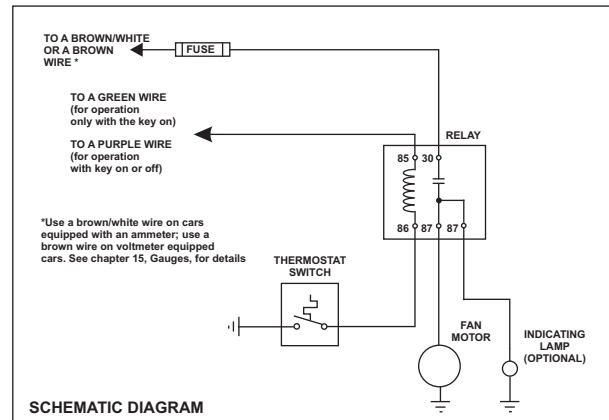 TO A BROWN/WHITE
OR A BROWN
WIRE *
FUSE
TO A GREEN WIRE
(for operation
only with the key on)
TO A PURPLE WIRE
(for operation
with key on or off)
RELAY
85 30
86 87 87
*Use a brown/white wire on cars
equipped with an ammeter; use a
brown wire on voltmeter equipped
cars. See chapter 15, Gauges, for details
THERMOSTAT
SWITCH
FAN
MOTOR
INDICATING
LAMP
(OPTIONAL)
SCHEMATIC DIAGRAM